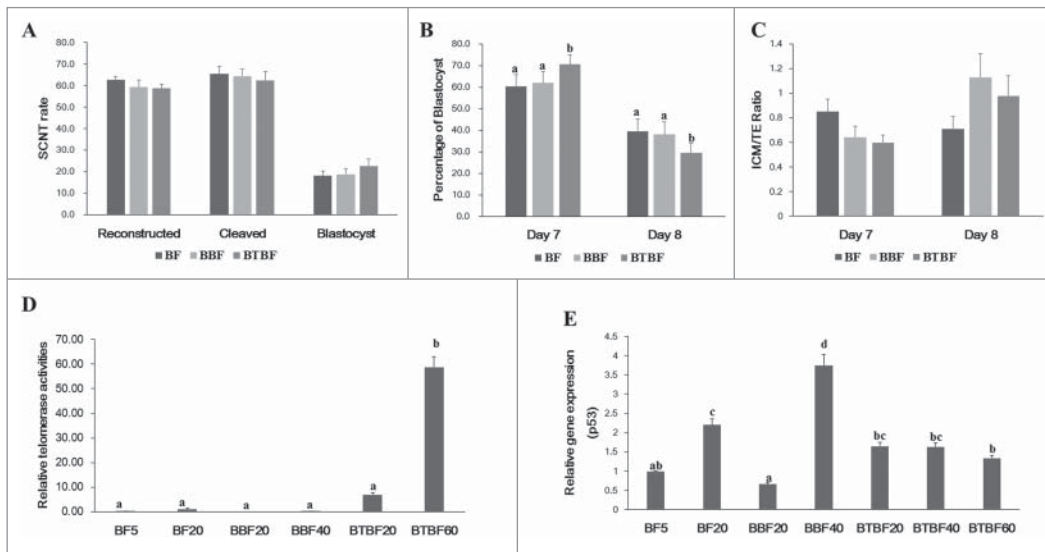 A
SCNT rate
80.0
70.0
60.0
50.0
40.0
30.0
20.0
10.0
0.0
Reconstructed Cleaved Blastocyst
BF BBF BTBF
B
Percentage of Blastocyst
80.0
70.0
60.0
50.0
40.0
30.0
20.0
10.0
0.0
a a b
a a b
Day 7 Day 8
BF BBF BTBF
C
ICM/TE Ratio
1.4
1.2
1
0.8
0.6
0.4
0.2
0
Day 7 Day 8
BF BBF BTBF
D
Relative telomerase activities
70.00
60.00
50.00
40.00
30.00
20.00
10.00
0.00
a a a a a b
BF5 BF20 BBF20 BBF40 BTBF20 BTBF60
E
Relative gene expression
(p53)
4.5
4
3.5
3
2.5
2
1.5
1
0.5
0
ab c a d bc bc b
BF5 BF20 BBF20 BBF40 BTBF20 BTBF40 BTBF60